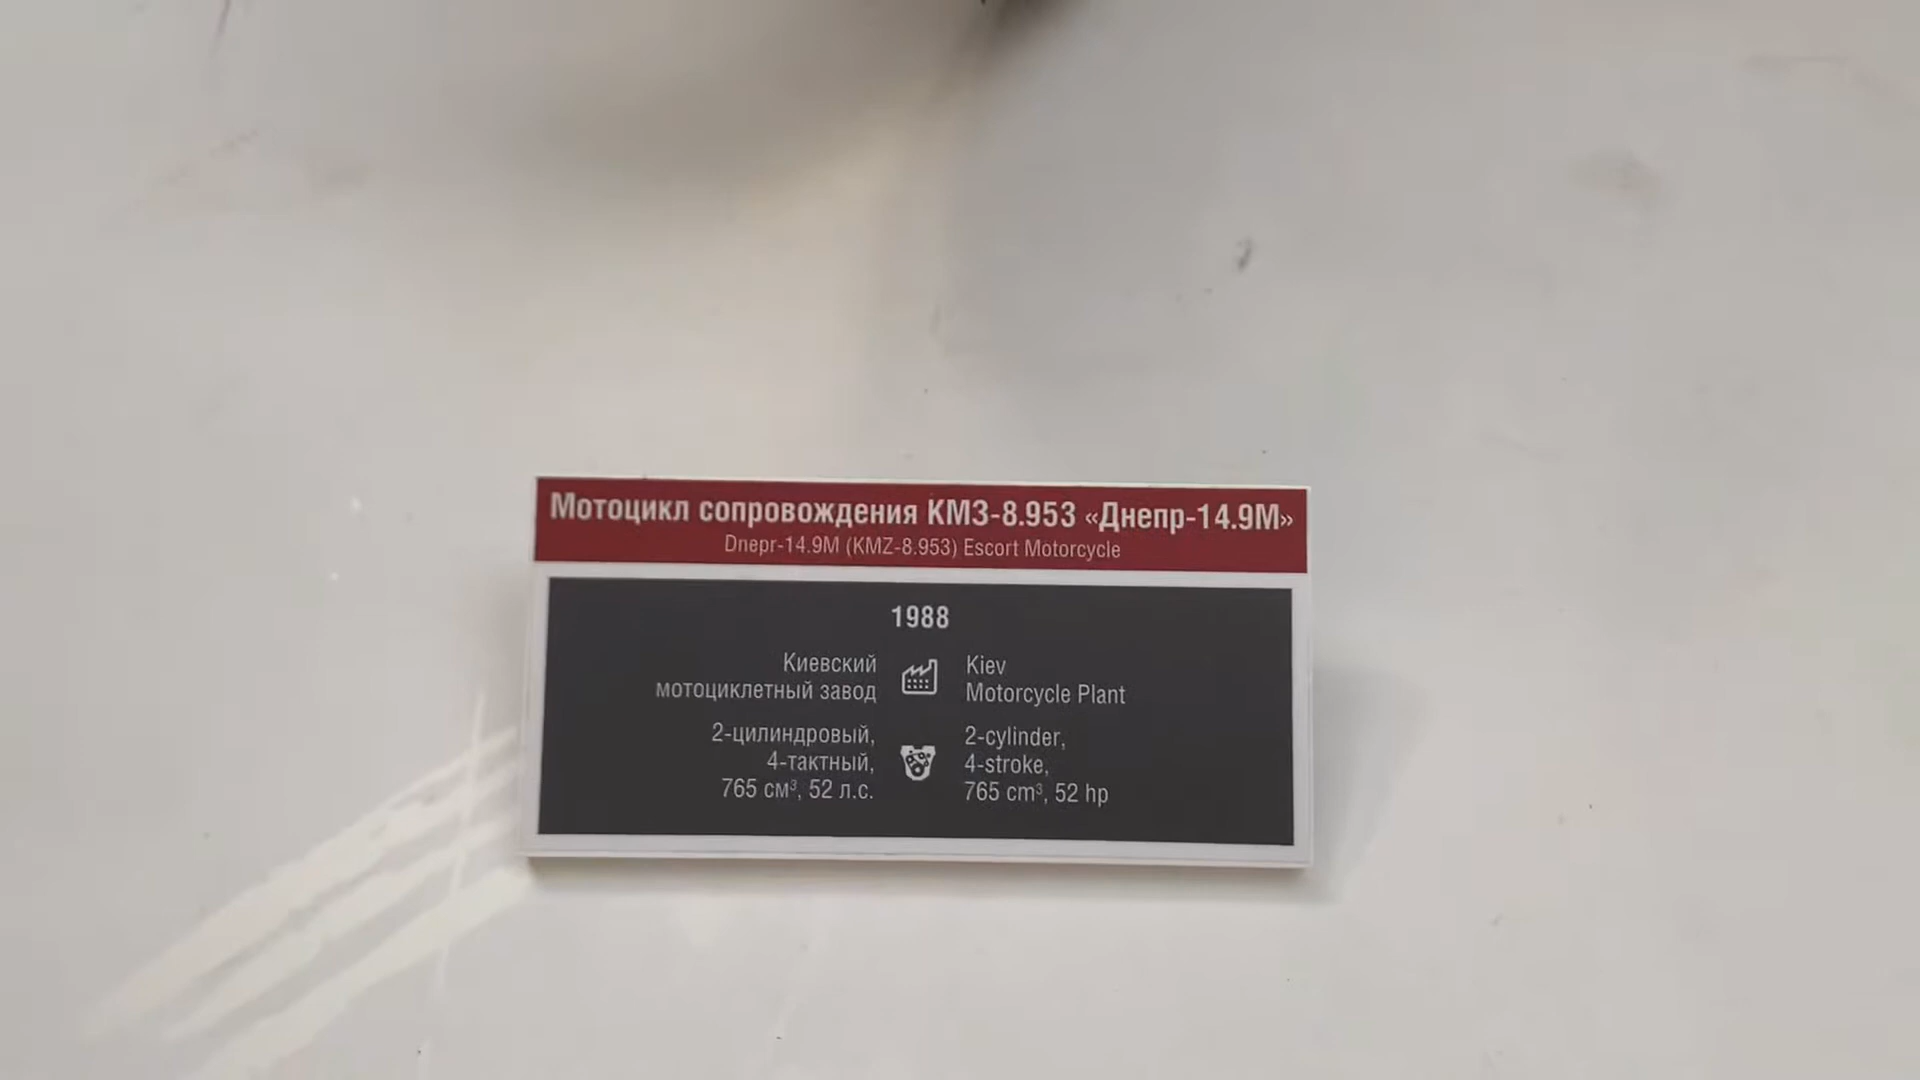 Мотоцикл сопровождения КМЗ-8.953 «Днепр-14.9М»
Dnepr-14.9M (KMZ-8.953) Escort Motorcycle
1988
Киевский
мотоциклетный завод
Kiev
Motorcycle Plant
2-цилиндровый,
4-тактный,
765 см³, 52 л.с.
2-cylinder,
4-stroke,
765 cm³, 52 hp